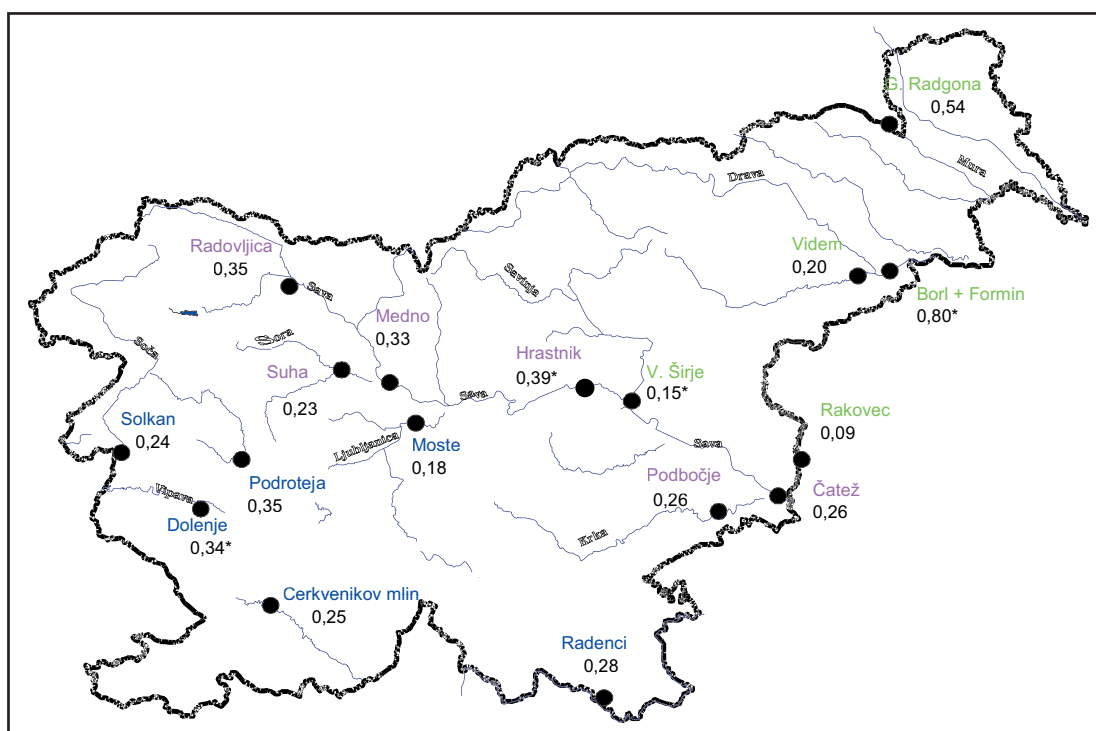 G. Radgona
0,54
Mura
Drava
Radovljica
0,35
Videm
0,20
Savinja
Sava
Borl + Formin
0,80*
Medno
0,33
Sora
Soča
Hrastnik
0,39*
V. Širje
0,15*
Suha
0,23
Sava
Solkan
0,24
Rakovec
0,09
Ljubljanica
Moste
0,18
Sava
Podroteja
0,35
Podbočje
0,26
Čatež
0,26
Vipava
Dolenje
0,34*
Krka
Cerkvenikov mlin
0,25
Radenci
0,28